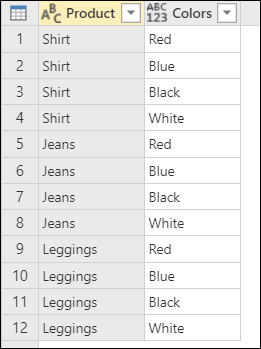 ABC Product ABC 123 Colors
1 Shirt Red
2 Shirt Blue
3 Shirt Black
4 Shirt White
5 Jeans Red
6 Jeans Blue
7 Jeans Black
8 Jeans White
9 Leggings Red
10 Leggings Blue
11 Leggings Black
12 Leggings White